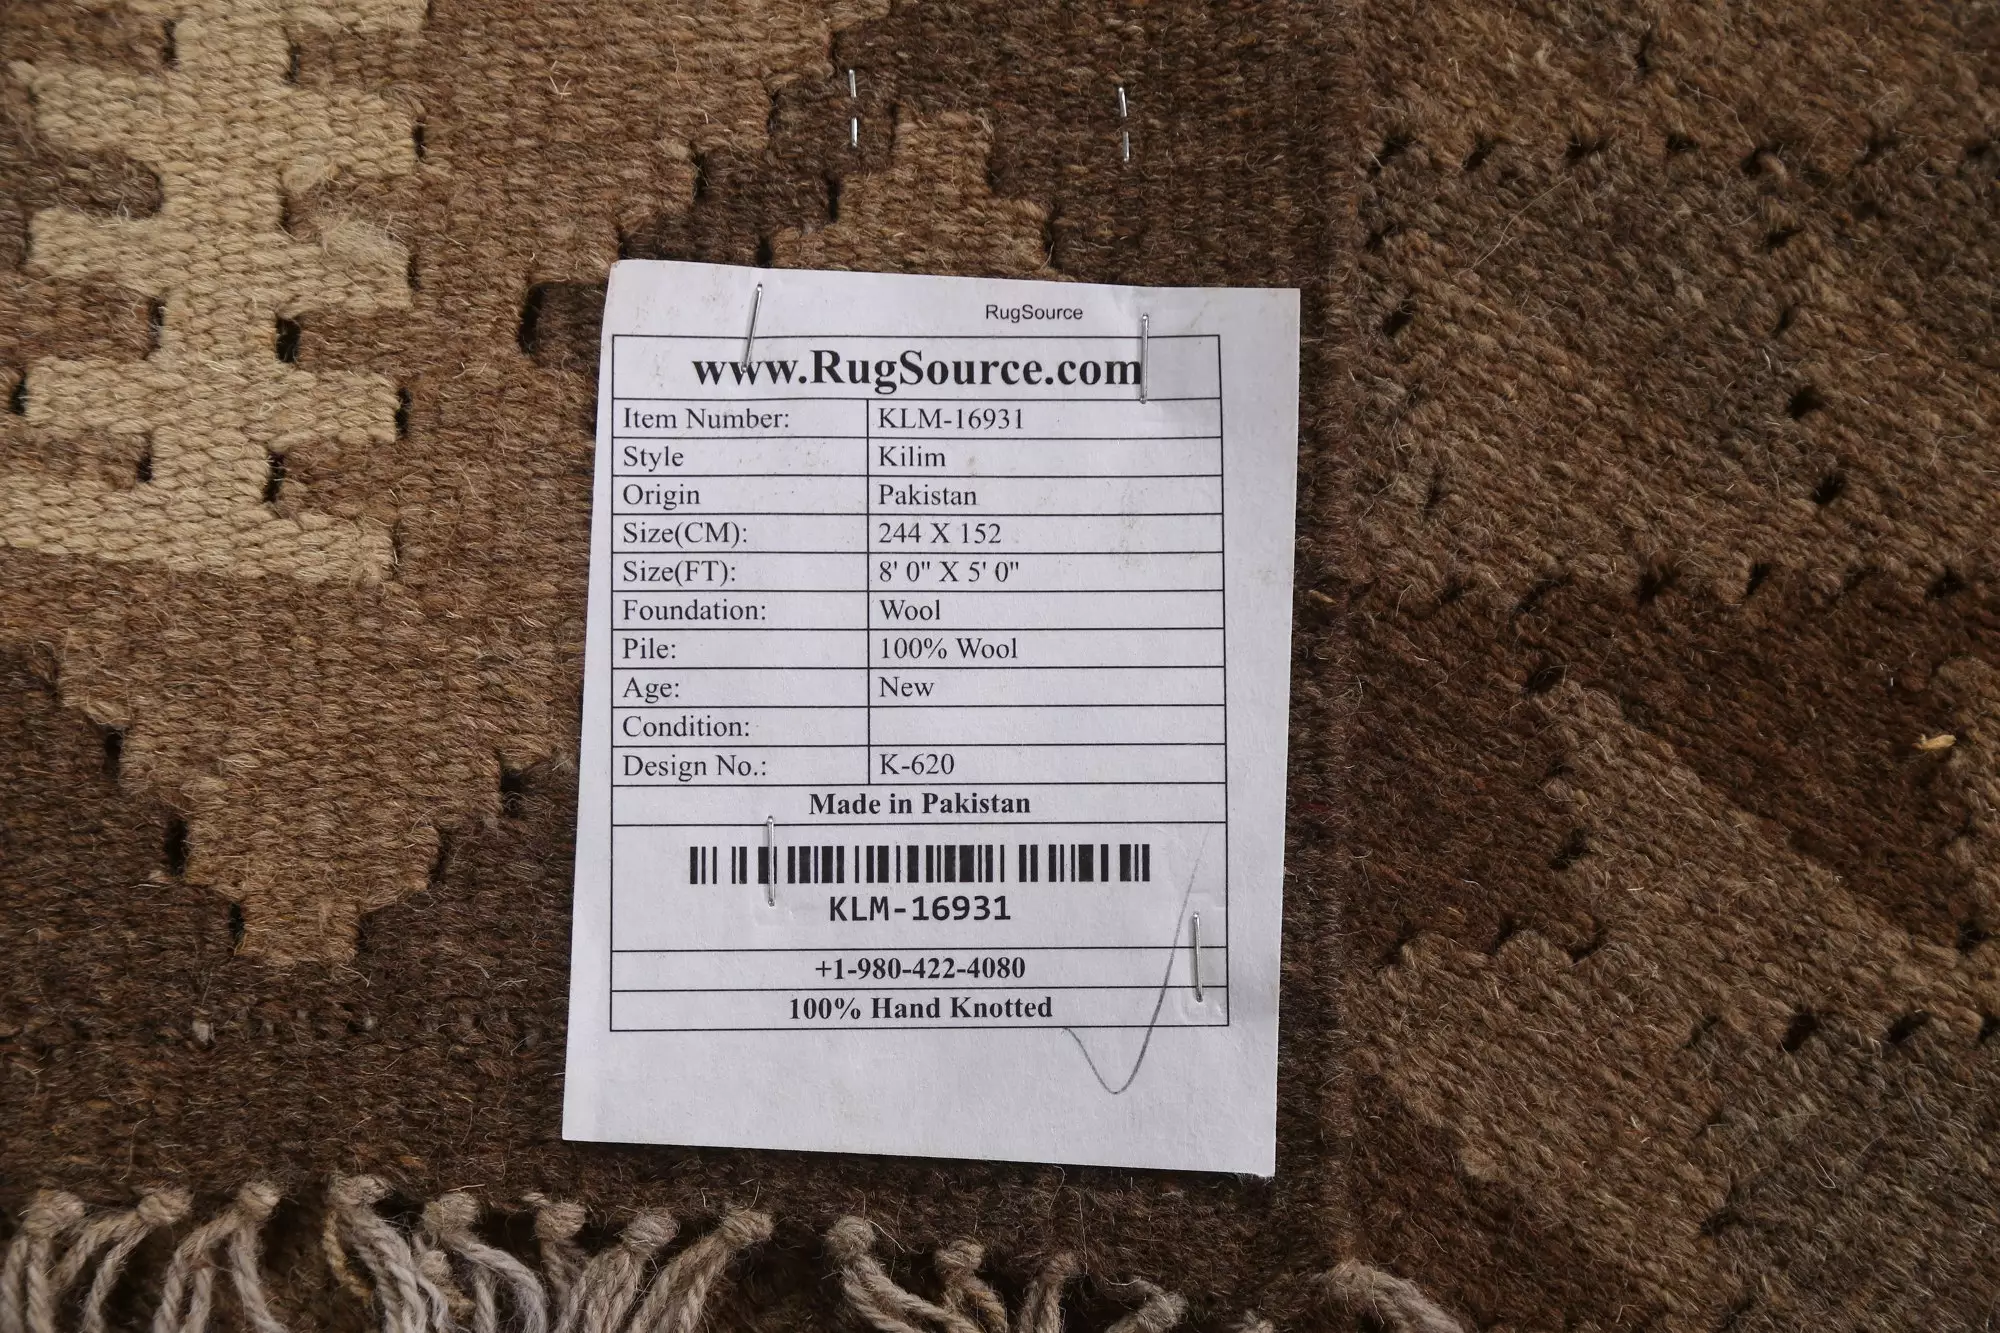 RugSource
www.RugSource.com
Item Number: KLM-16931
Style Kilim
Origin Pakistan
Size(CM): 244 X 152
Size(FT): 8' 0" X 5' 0"
Foundation: Wool
Pile: 100% Wool
Age: New
Condition:
Design No.: K-620
Made in Pakistan
KLM-16931
+1-980-422-4080
100% Hand Knotted